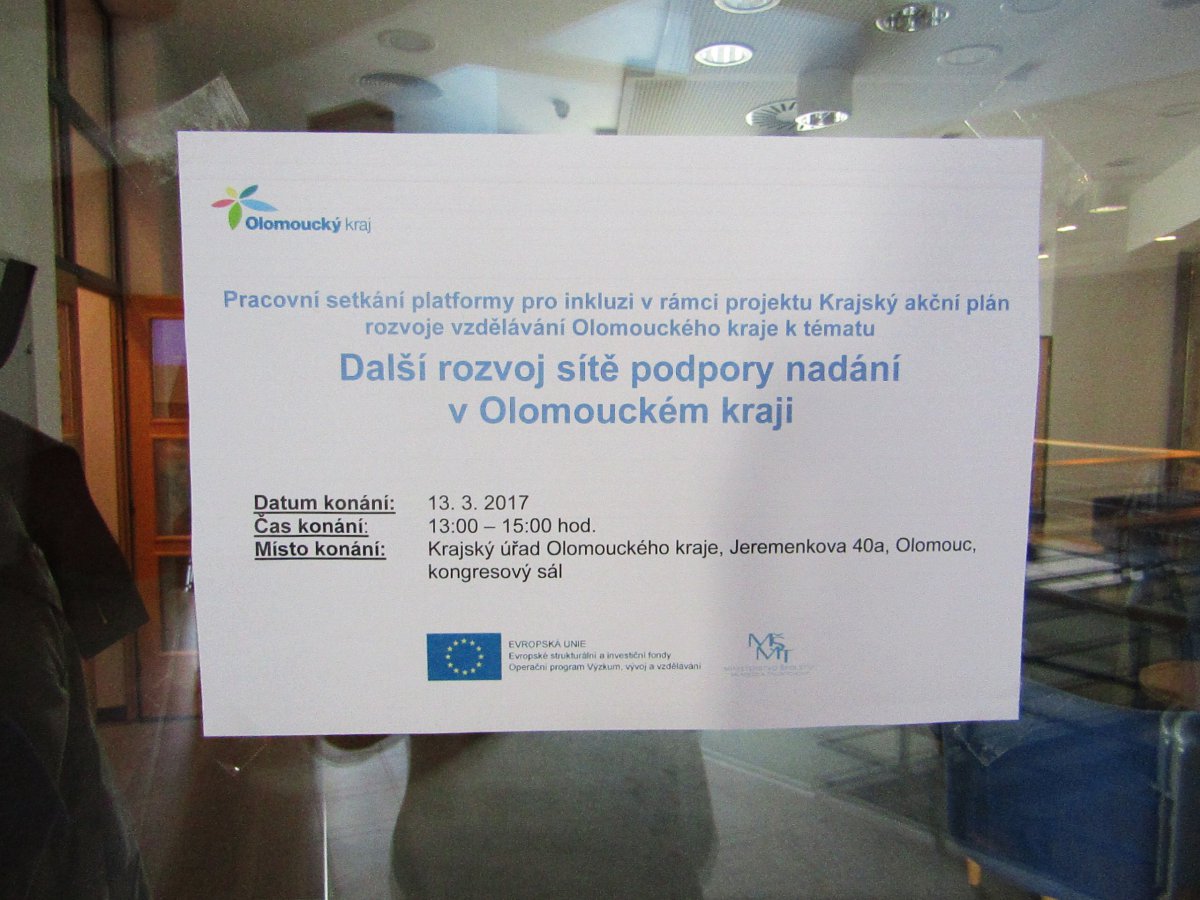 Olomoucký kraj
Pracovní setkání platformy pro inkluzi v rámci projektu Krajský akční plán
rozvoje vzdělávání Olomouckého kraje k tématu
Další rozvoj sítě podpory nadání
v Olomouckém kraji
Datum konání: 13. 3. 2017
Čas konání: 13:00 – 15:00 hod.
Místo konání: Krajský úřad Olomouckého kraje, Jeremenkova 40a, Olomouc,
kongresový sál
EVROPSKÁ UNIE
Evropské strukturální a investiční fondy
Operační program Výzkum, vývoj a vzdělávání
MŠMT
MINISTERSTVO ŠKOLSTVÍ,